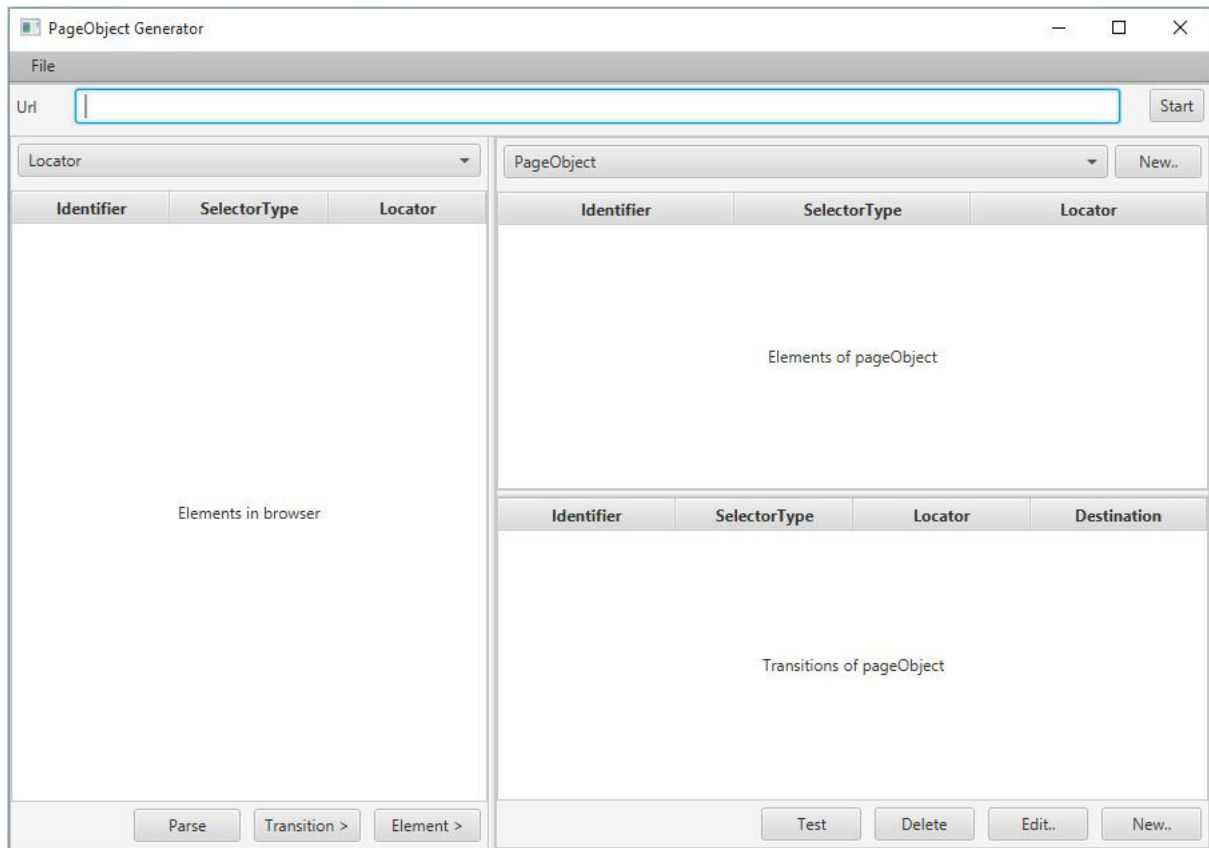 PageObject Generator
File
Url
Start
Locator
PageObject
New..
Identifier SelectorType Locator
Identifier SelectorType Locator
Elements of pageObject
Elements in browser
Identifier SelectorType Locator Destination
Transitions of pageObject
Parse Transition > Element >
Test Delete Edit.. New..